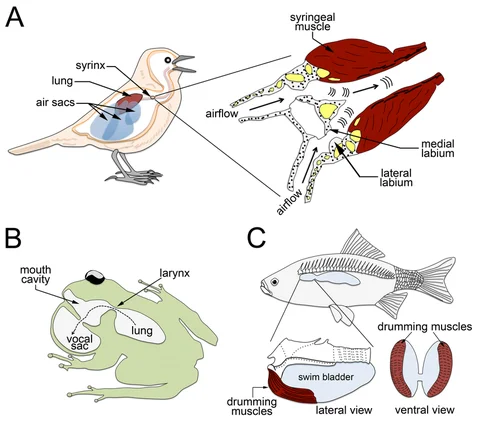 A
syringeal
muscle
syrinx
lung
air sacs
airflow
medial
labium
lateral
labium
airflow
B
mouth
cavity
larynx
lung
vocal
sac
C
drumming muscles
swim bladder
drumming
muscles
lateral view
ventral view